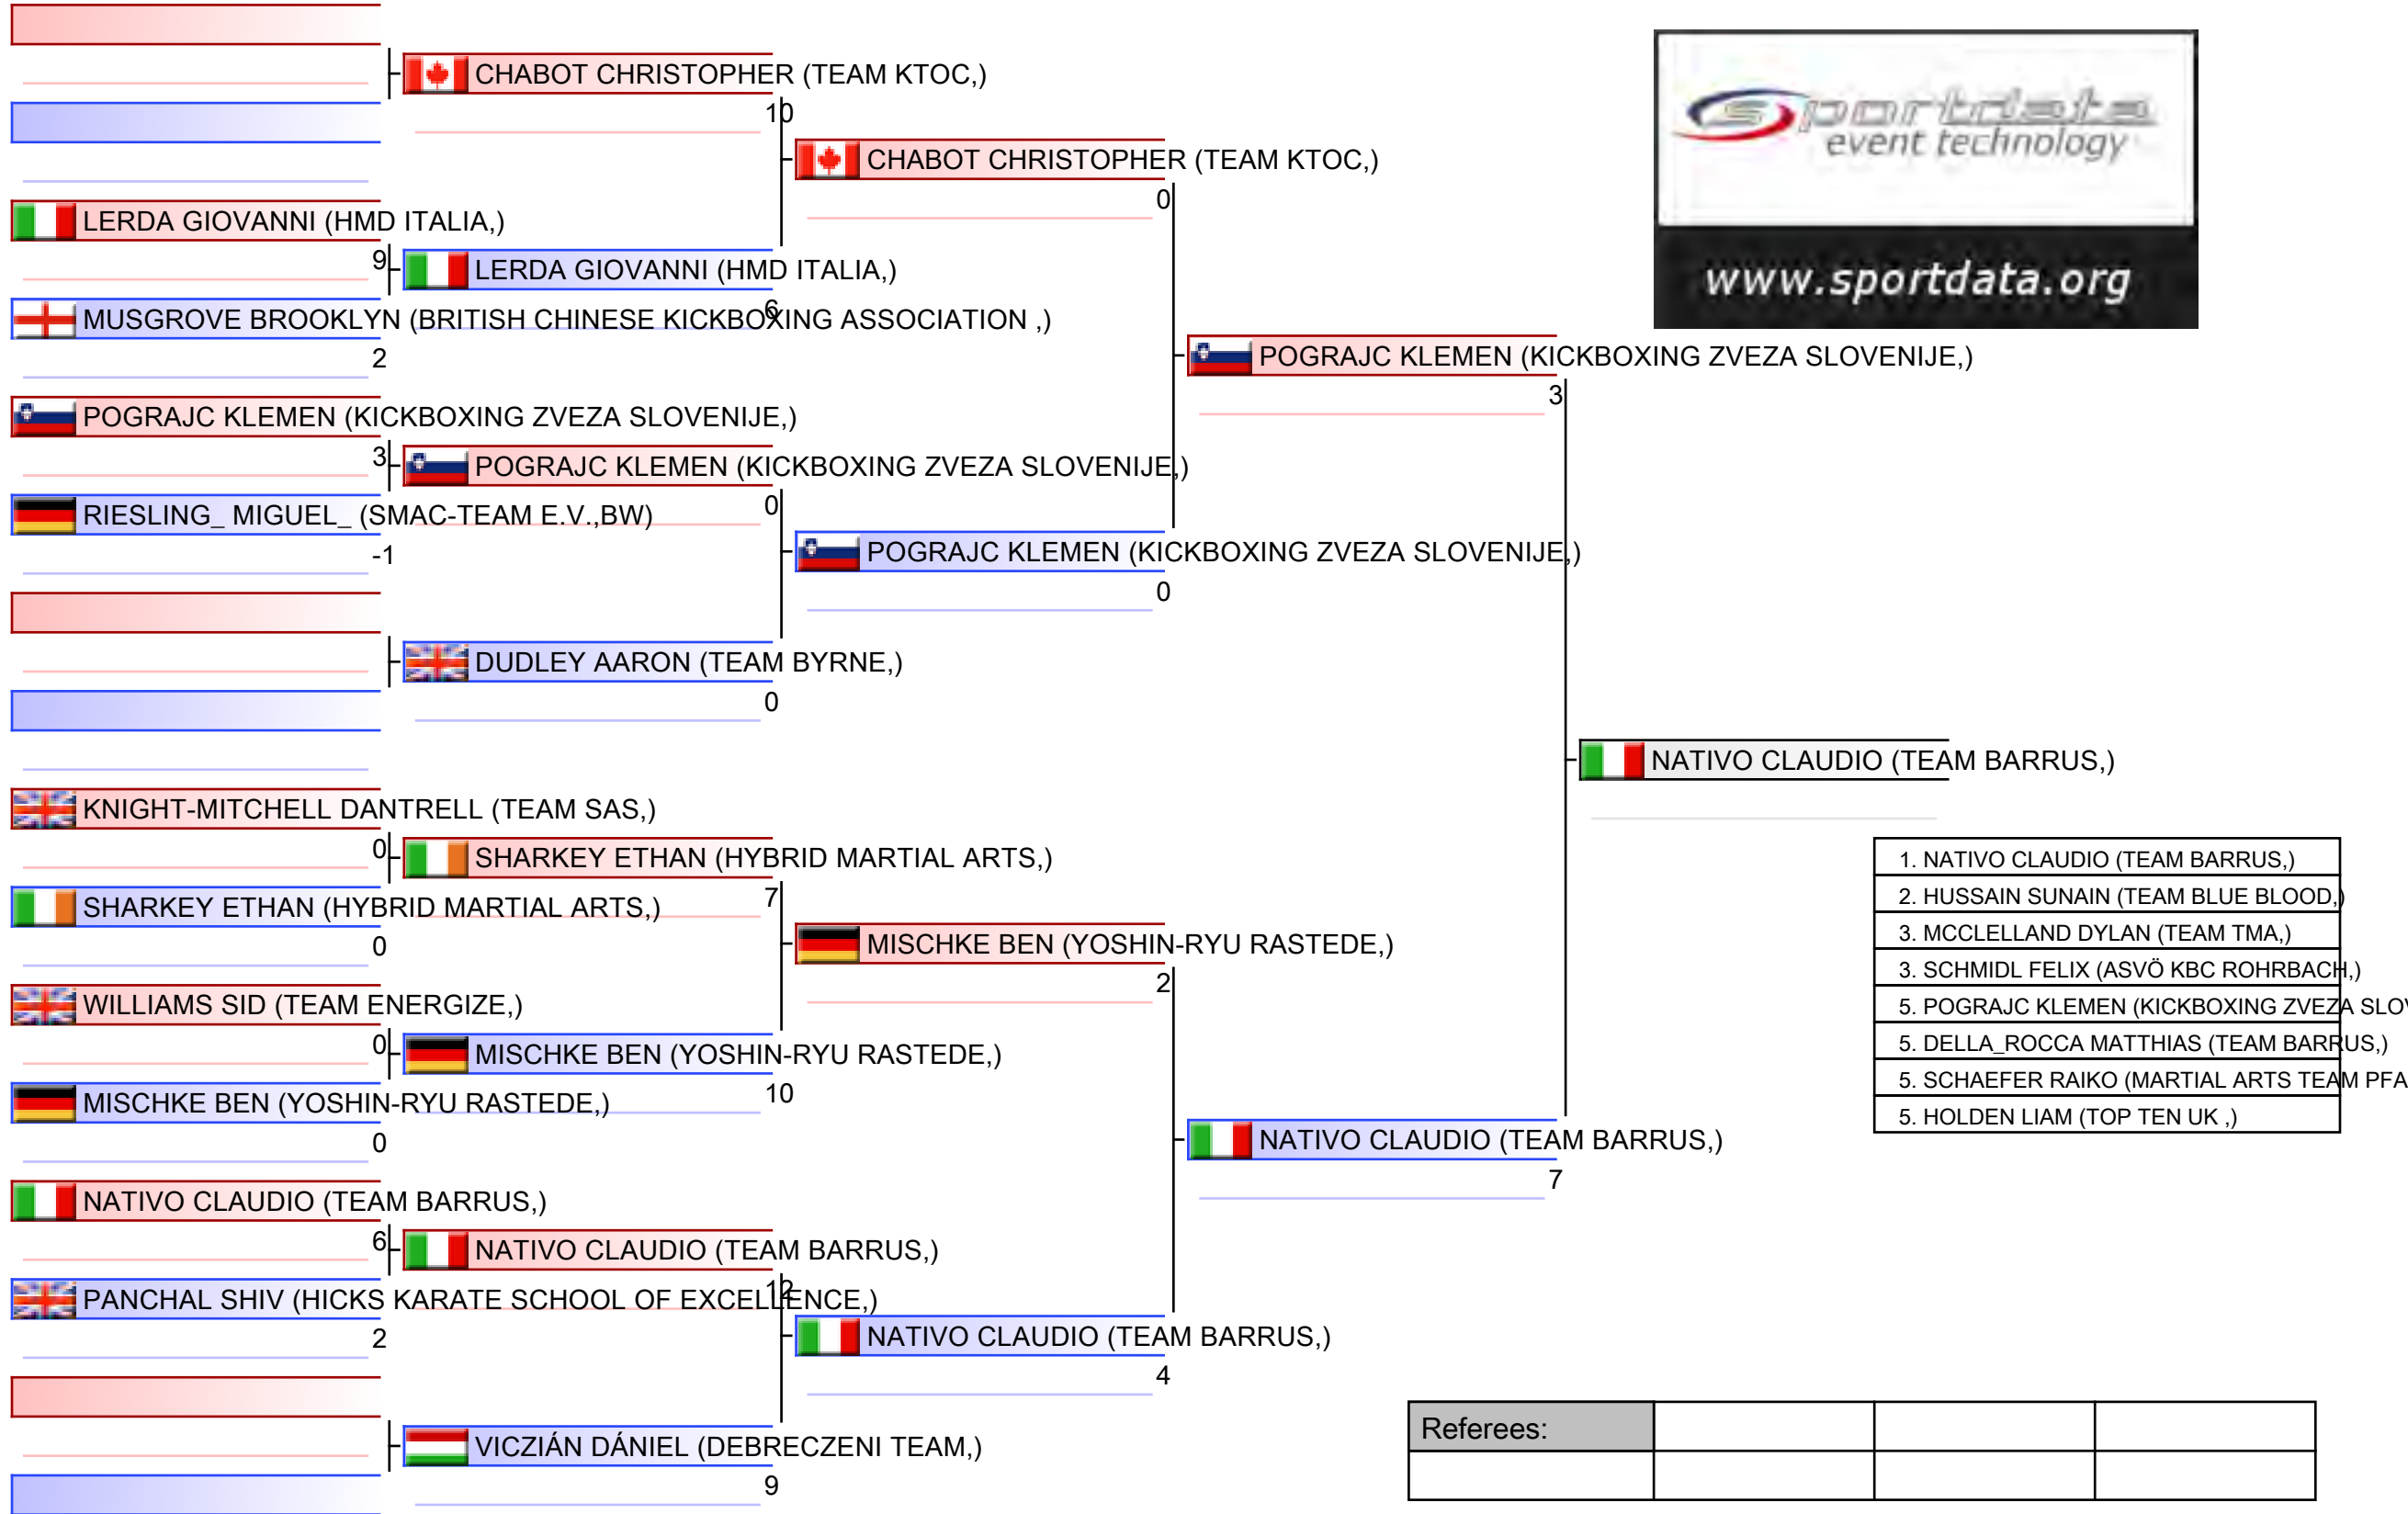 CHABOT CHRISTOPHER (TEAM KTOC,)
10
sportdata
event technology
CHABOT CHRISTOPHER (TEAM KTOC,)
0
LERDA GIOVANNI (HMD ITALIA,)
9
LERDA GIOVANNI (HMD ITALIA,)
6
www.sportdata.org
MUSGROVE BROOKLYN (BRITISH CHINESE KICKBOXING ASSOCIATION ,)
2
POGRAJC KLEMEN (KICKBOXING ZVEZA SLOVENIJE,)
3
POGRAJC KLEMEN (KICKBOXING ZVEZA SLOVENIJE,)
3
POGRAJC KLEMEN (KICKBOXING ZVEZA SLOVENIJE,)
0
RIESLING_ MIGUEL_ (SMAC-TEAM E.V.,BW)
-1
POGRAJC KLEMEN (KICKBOXING ZVEZA SLOVENIJE,)
0
DUDLEY AARON (TEAM BYRNE,)
0
NATIVO CLAUDIO (TEAM BARRUS,)
KNIGHT-MITCHELL DANTRELL (TEAM SAS,)
0
SHARKEY ETHAN (HYBRID MARTIAL ARTS,)
7
SHARKEY ETHAN (HYBRID MARTIAL ARTS,)
0
MISCHKE BEN (YOSHIN-RYU RASTEDE,)
2
WILLIAMS SID (TEAM ENERGIZE,)
0
MISCHKE BEN (YOSHIN-RYU RASTEDE,)
10
MISCHKE BEN (YOSHIN-RYU RASTEDE,)
0
1. NATIVO CLAUDIO (TEAM BARRUS,)
2. HUSSAIN SUNAIN (TEAM BLUE BLOOD,)
3. MCCLELLAND DYLAN (TEAM TMA,)
3. SCHMIDL FELIX (ASVÖ KBC ROHRBACH,)
5. POGRAJC KLEMEN (KICKBOXING ZVEZA SLOV
5. DELLA_ROCCA MATTHIAS (TEAM BARRUS,)
5. SCHAEFER RAIKO (MARTIAL ARTS TEAM PFA
5. HOLDEN LIAM (TOP TEN UK ,)
NATIVO CLAUDIO (TEAM BARRUS,)
7
NATIVO CLAUDIO (TEAM BARRUS,)
6
NATIVO CLAUDIO (TEAM BARRUS,)
12
PANCHAL SHIV (HICKS KARATE SCHOOL OF EXCELLENCE,)
2
NATIVO CLAUDIO (TEAM BARRUS,)
4
VICZIÁN DÁNIEL (DEBRECZENI TEAM,)
9
Referees: